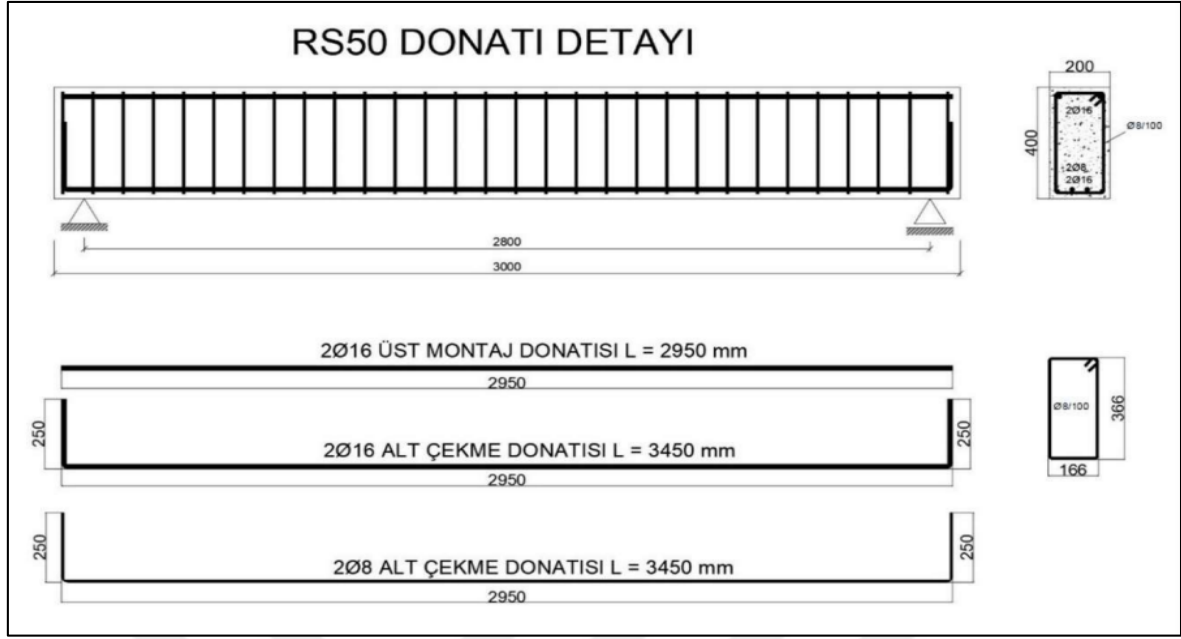 RS50 DONATI DETAYI
200
2Ø16
Ø8/100
400
2Ø8
2Ø16
2800
3000
2Ø16 ÜST MONTAJ DONATISI L = 2950 mm
2950
250
2Ø16 ALT ÇEKME DONATISI L = 3450 mm
250
2950
Ø8/100
366
166
250
2Ø8 ALT ÇEKME DONATISI L = 3450 mm
250
2950